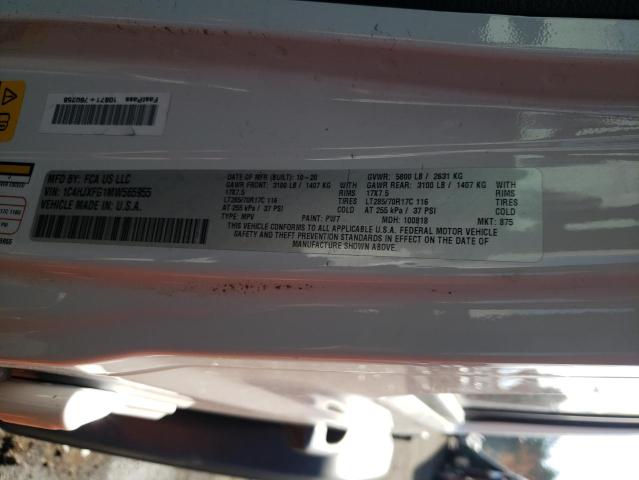 FastPass 10871-76U258
MFD BY: FCA US LLC
VIN: 1C4HJXFG1MW565955
VEHICLE MADE IN: U.S.A.
DATE OF MFR (BUILT): 10-20
GAWR FRONT: 3100 LB / 1407 KG
17X7.5 RIMS
LT285/70R17C 116 TIRES
AT 255 kPa / 37 PSI COLD
TYPE: MPV PAINT: PW7
GVWR: 5800 LB / 2631 KG
GAWR REAR: 3100 LB / 1407 KG
17X7.5 RIMS
LT285/70R17C 116 TIRES
AT 255 kPa / 37 PSI COLD
MDH: 100818 MKT: 875
THIS VEHICLE CONFORMS TO ALL APPLICABLE U.S.A. FEDERAL MOTOR VEHICLE
SAFETY AND THEFT PREVENTION STANDARDS IN EFFECT ON THE DATE OF
MANUFACTURE SHOWN ABOVE.